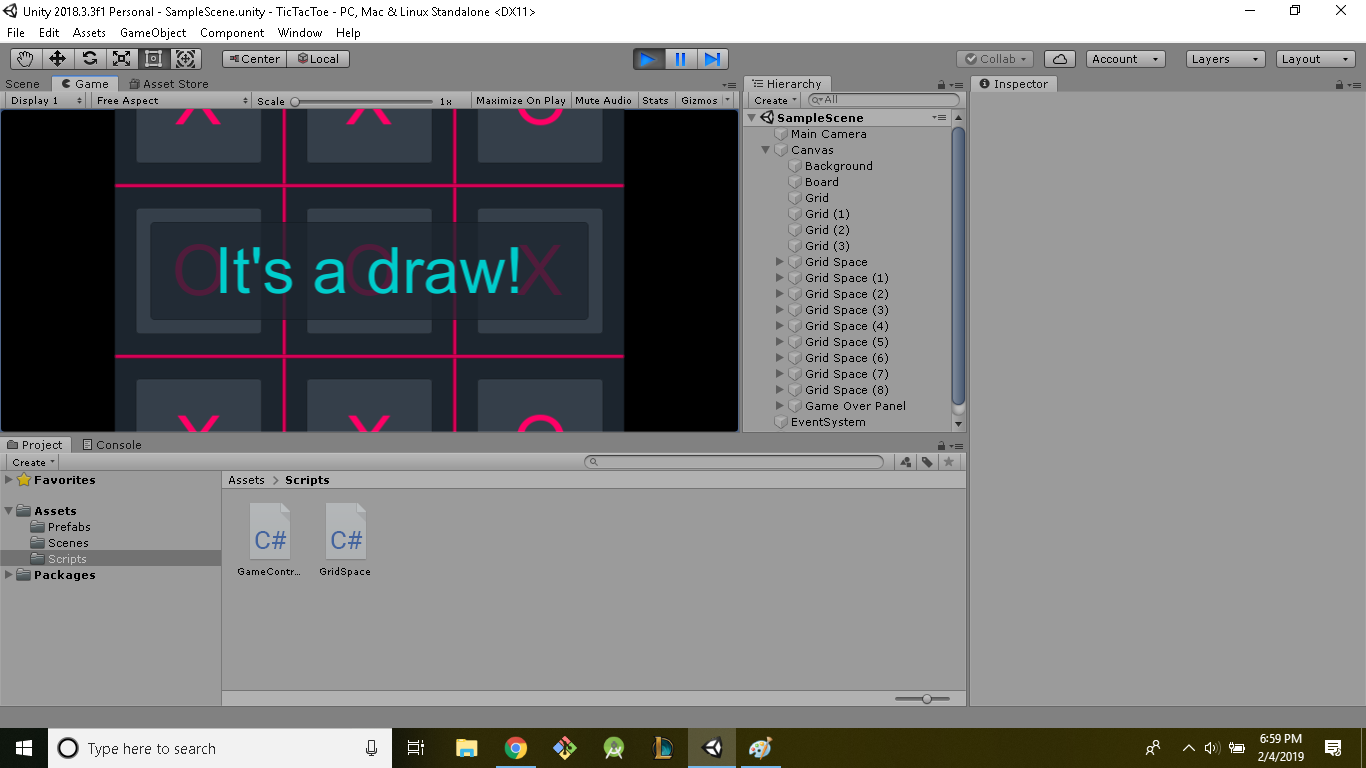 Unity 2018.3.3f1 Personal - SampleScene.unity - TicTacToe - PC, Mac & Linux Standalone <DX11>
File Edit Assets GameObject Component Window Help
Center Local Collab Account Layers Layout
Scene Game Asset Store
Display 1 Free Aspect Scale 1x Maximize On Play Mute Audio Stats Gizmos
X X O
O O X
It's a draw!
X X O
Hierarchy
Create All
SampleScene
Main Camera
Canvas
Background
Board
Grid
Grid (1)
Grid (2)
Grid (3)
Grid Space
Grid Space (1)
Grid Space (2)
Grid Space (3)
Grid Space (4)
Grid Space (5)
Grid Space (6)
Grid Space (7)
Grid Space (8)
Game Over Panel
EventSystem
Inspector
Project Console
Create
Favorites
Assets
Prefabs
Scenes
Scripts
Packages
Assets > Scripts
C# C#
GameContr... GridSpace
Type here to search
6:59 PM
2/4/2019